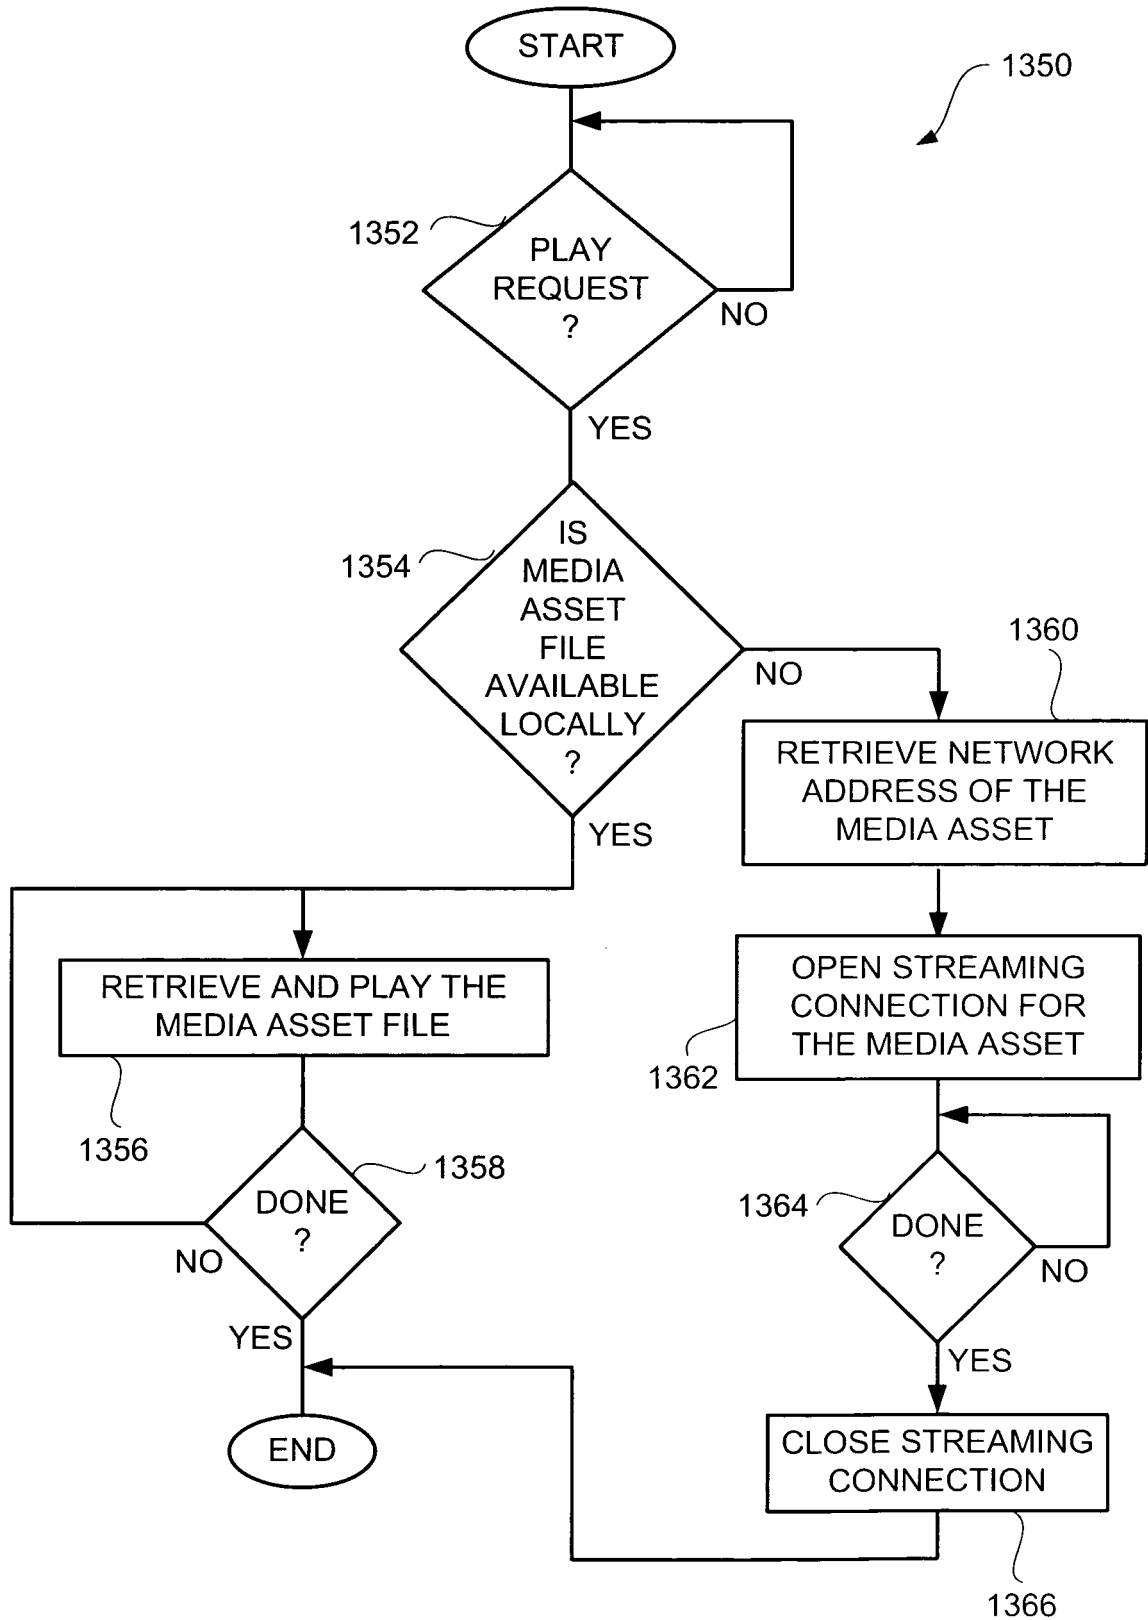 START
1350
1352
PLAY
REQUEST
?
NO
YES
1354
IS
MEDIA
ASSET
FILE
AVAILABLE
LOCALLY
?
NO
YES
1360
RETRIEVE NETWORK
ADDRESS OF THE
MEDIA ASSET
RETRIEVE AND PLAY THE
MEDIA ASSET FILE
1356
OPEN STREAMING
CONNECTION FOR
THE MEDIA ASSET
1362
1358
DONE
?
NO
YES
1364
DONE
?
NO
YES
END
CLOSE STREAMING
CONNECTION
1366